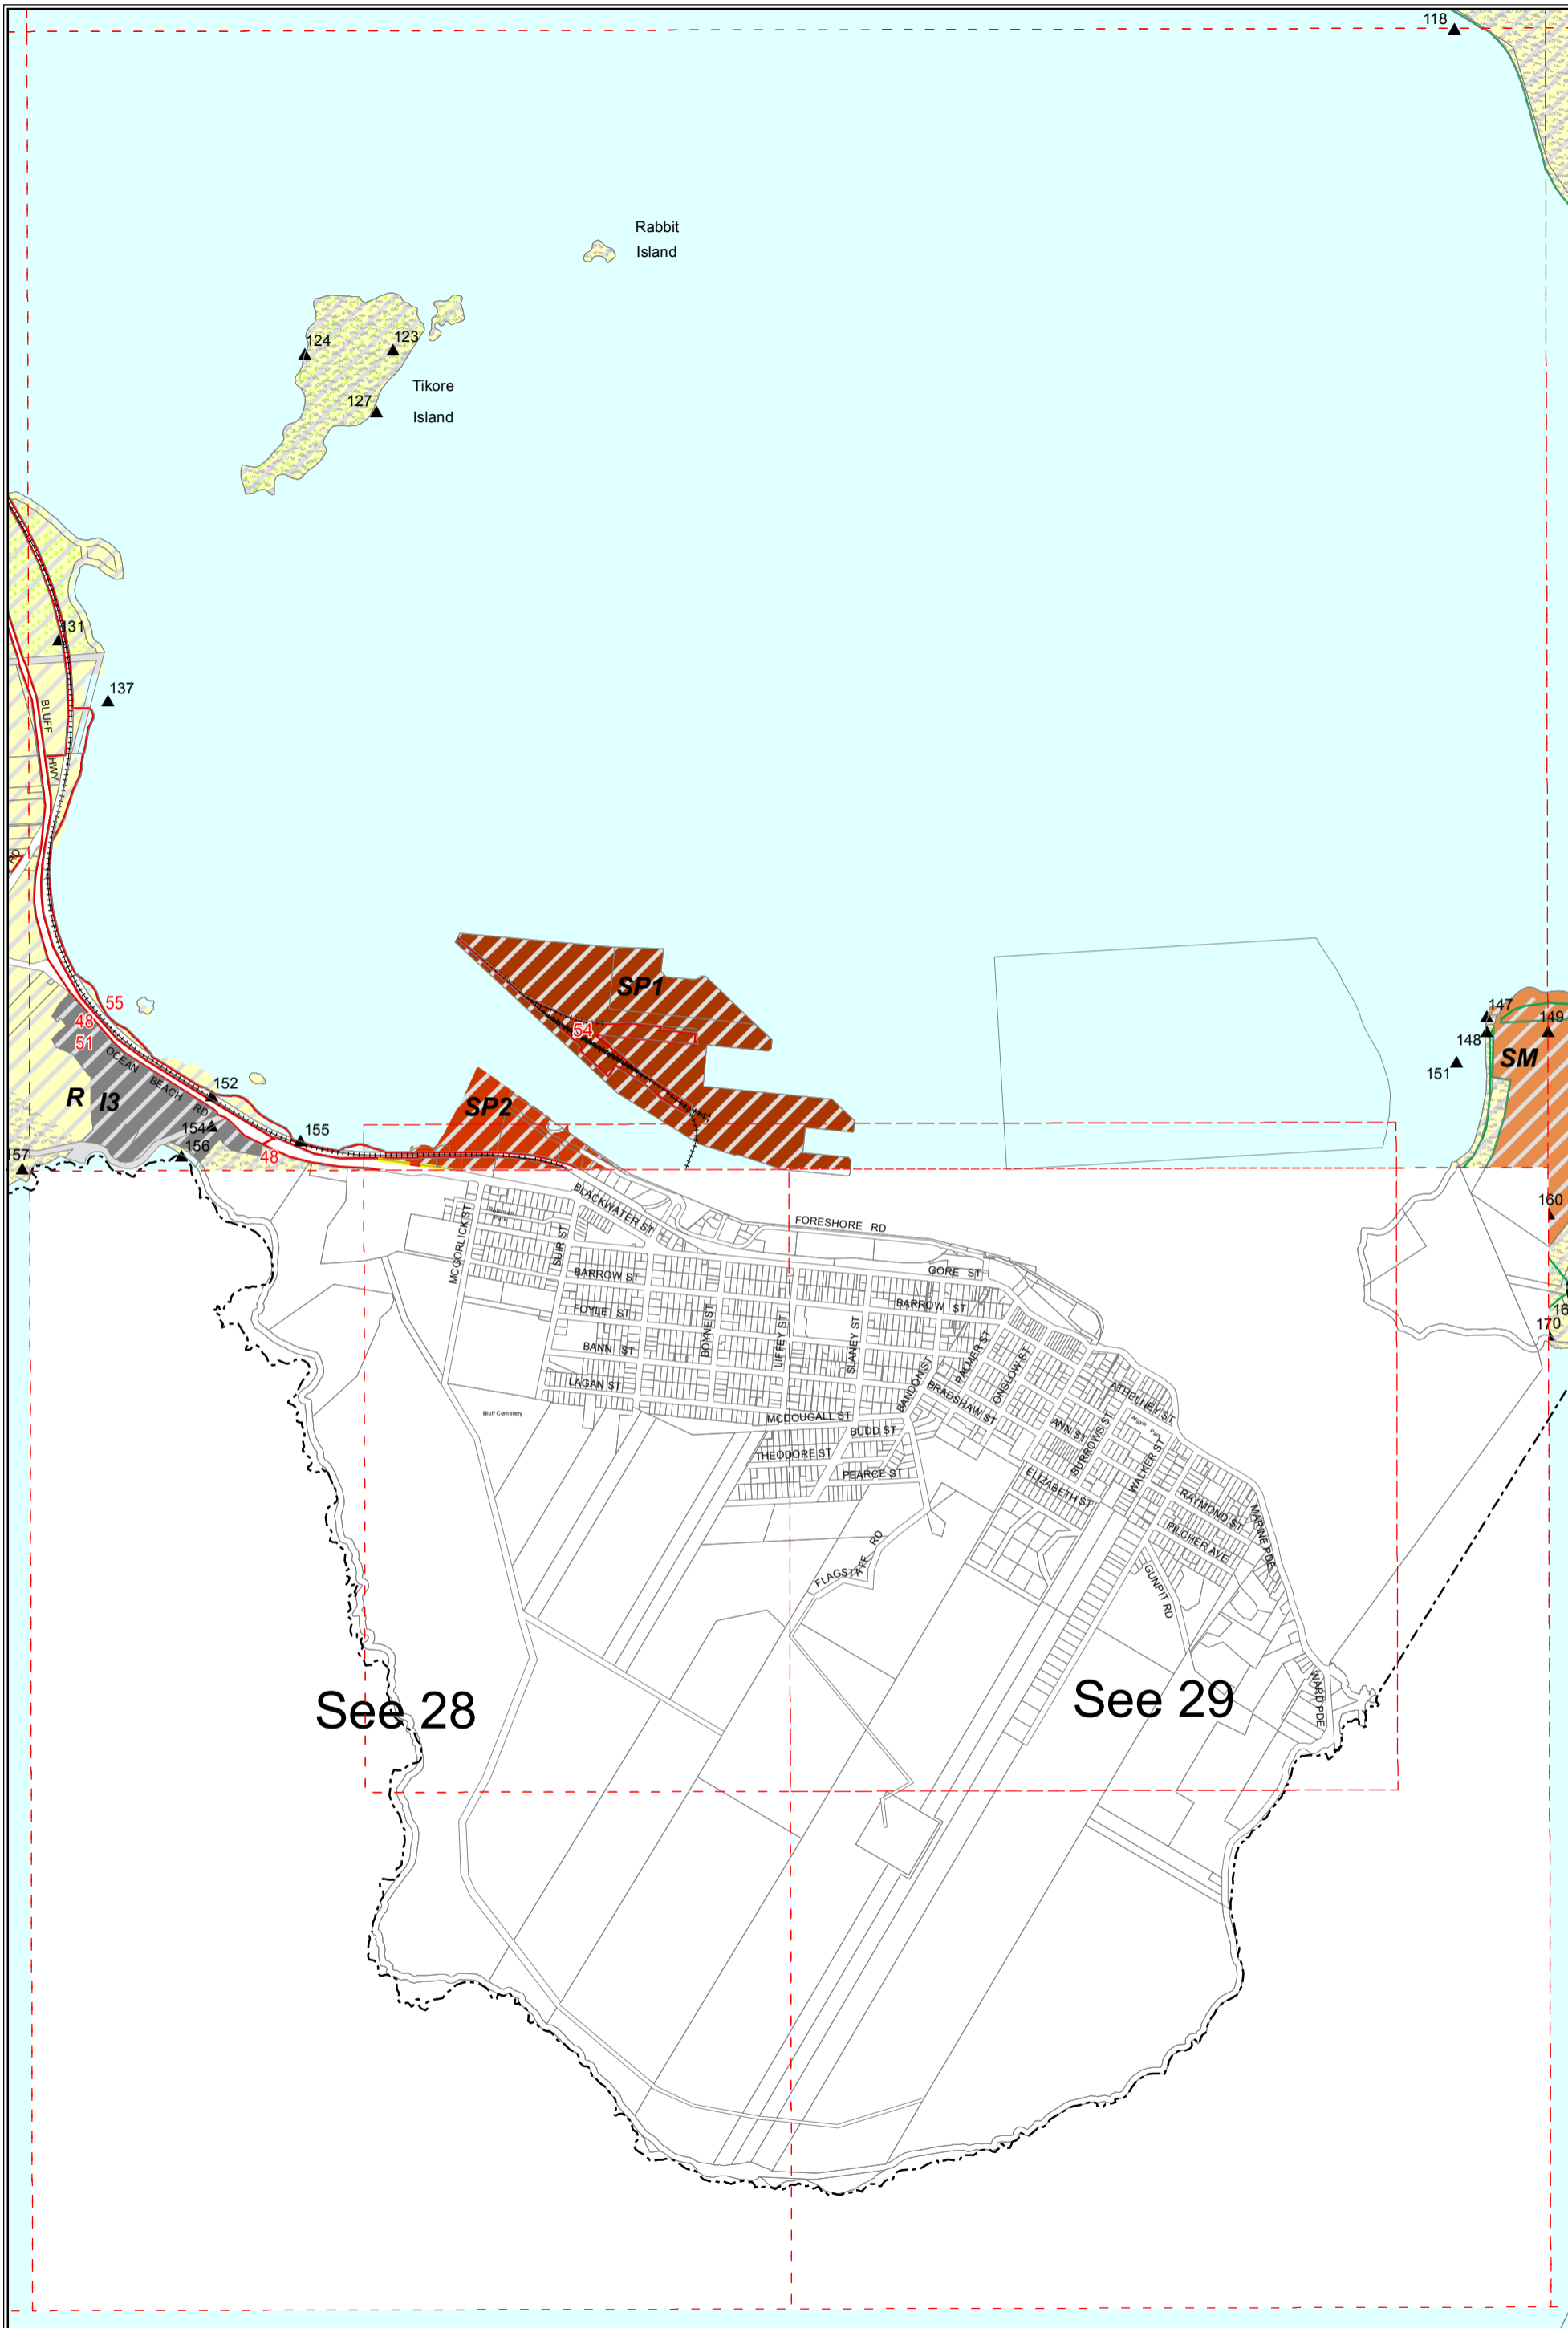 118
Rabbit
Island
124
123
Tikore
127
Island
131
137
BLUFF
HWY
RD
SP1
54
55
48
51
OCEAN BEACH RD
R
I3
152
154
156
155
157
48
SP2
147
148
149
151
SM
160
16
170
BLACKWATER ST
FORESHORE RD
MCGORLICK ST
Park
SUIR ST
GORE ST
BARROW ST
BARROW ST
FOYLE ST
BOYNE ST
LIFFEY ST
SLANEY ST
BANN ST
LAGAN ST
BANDON ST
PALMER ST
ONSLOW ST
BRADSHAW ST
ATHELNEY ST
Argyle Park
Bluff Cemetery
MCDOUGALL ST
BUDD ST
ANN ST
BURROWS ST
THEODORE ST
PEARCE ST
WALKER ST
ELIZABETH ST
RAYMOND ST
MARINE PDE
PILCHER AVE
FLAGSTAFF RD
GUNPIT RD
WARD PDE
See 28
See 29